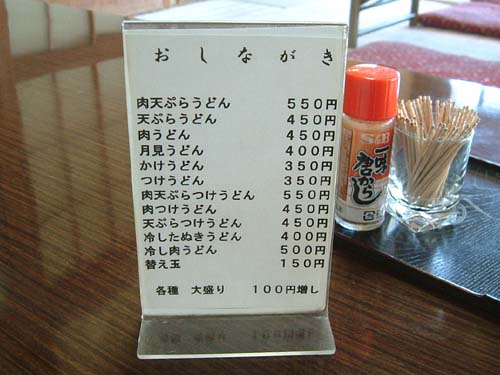 おしながき
肉天ぷらうどん 550円
天ぷらうどん 450円
肉うどん 450円
月見うどん 400円
かけうどん 350円
つけうどん 350円
肉天ぷらつけうどん 550円
肉つけうどん 450円
天ぷらつけうどん 450円
冷したぬきうどん 400円
冷し肉うどん 500円
替え玉 150円
各種 大盛り 100円増し
S&B
一味
唐からし